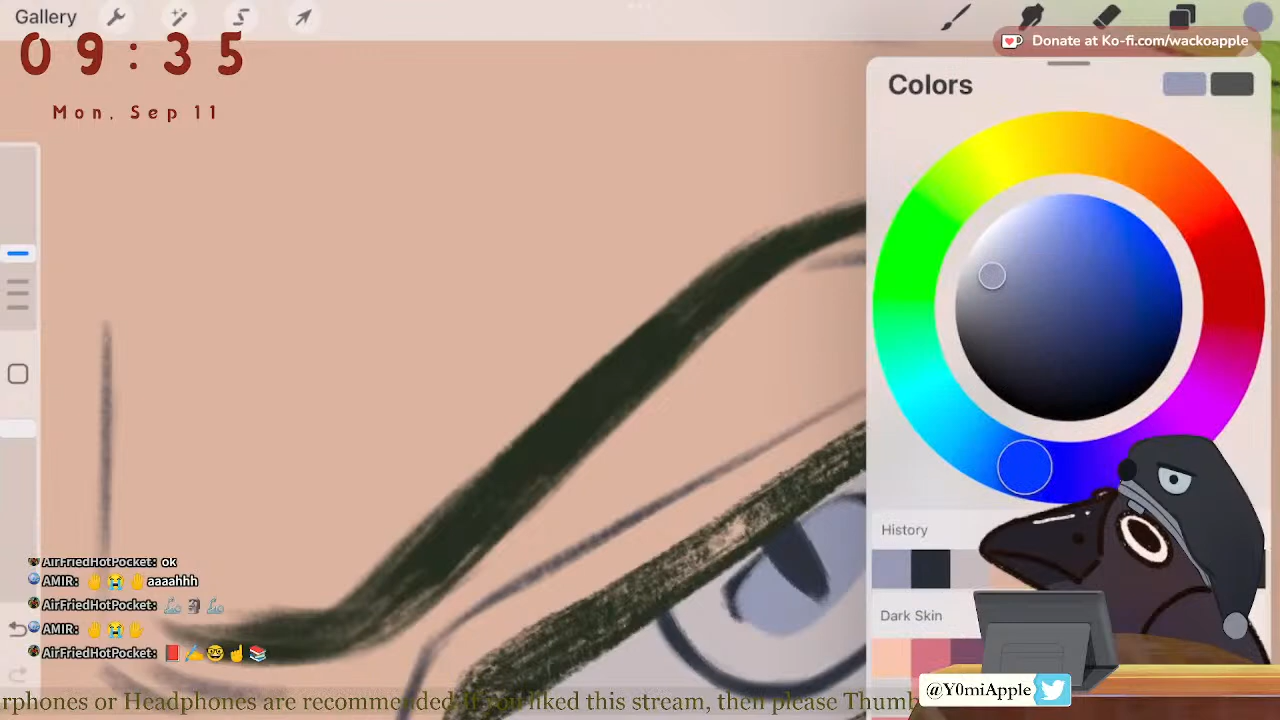 Gallery
09:35
Donate at Ko-fi.com/wackoapple
Mon, Sep 11
Colors
History
Dark Skin
AirFriedHotPocket: ok
AMIR: ✋😭✋aaaahhh
AirFriedHotPocket: 🦾🗿🦾
AMIR: ✋😭✋
AirFriedHotPocket: 📕✍️🤓☝️📚
@Y0miApple
rphones or Headphones are recommended. If you liked this stream, then please Thumb